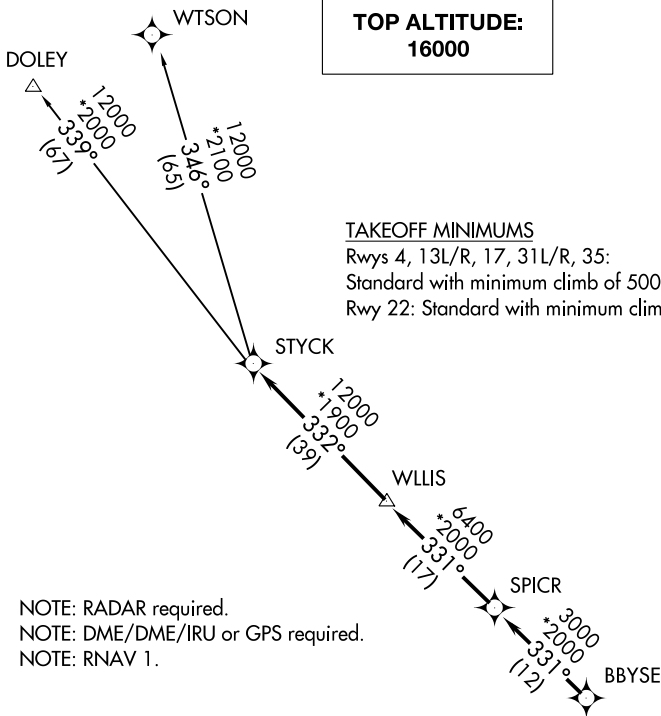 WTSON
TOP ALTITUDE:
16000
DOLEY
12000
*2000
339°
(67)
12000
*2100
346°
(65)
TAKEOFF MINIMUMS
Rwys 4, 13L/R, 17, 31L/R, 35:
Standard with minimum climb of 500
Rwy 22: Standard with minimum clim
STYCK
12000
*1900
332°
(39)
WLLIS
6400
*2000
331°
(17)
SPICR
3000
*2000
331°
(12)
BBYSE
NOTE: RADAR required.
NOTE: DME/DME/IRU or GPS required.
NOTE: RNAV 1.